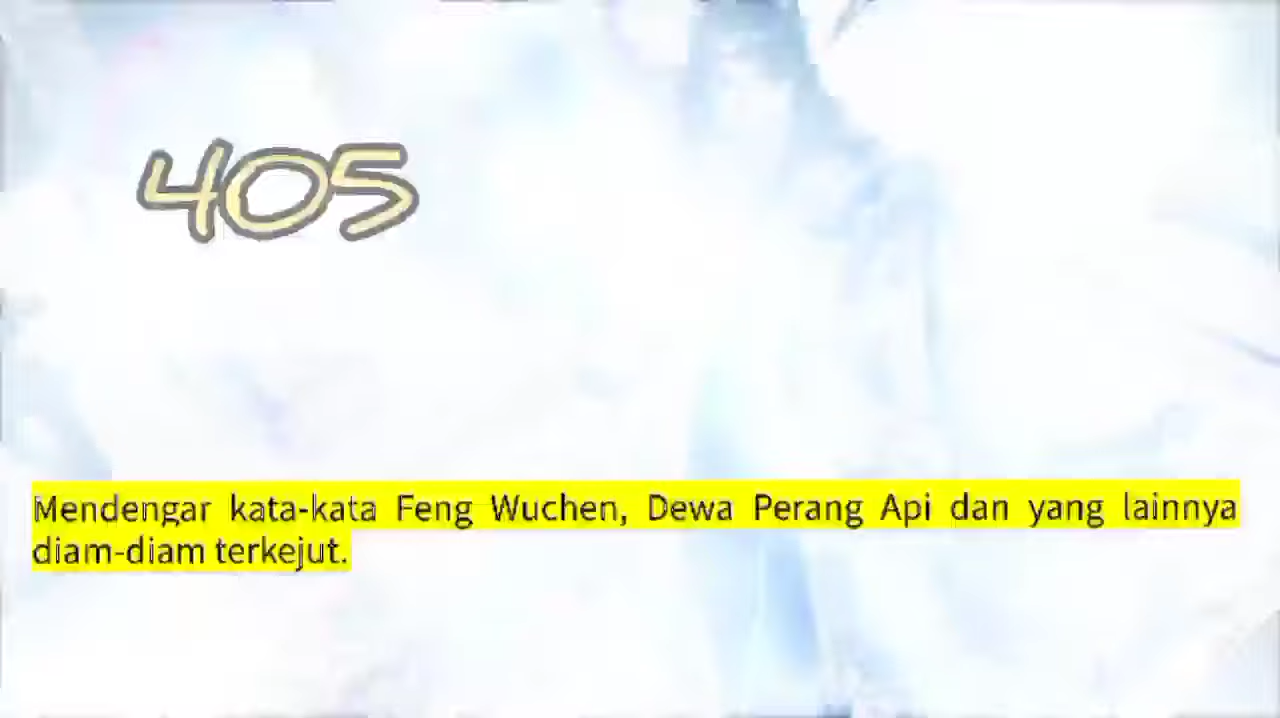 405
Mendengar kata-kata Feng Wuchen, Dewa Perang Api dan yang lainnya
diam-diam terkejut.